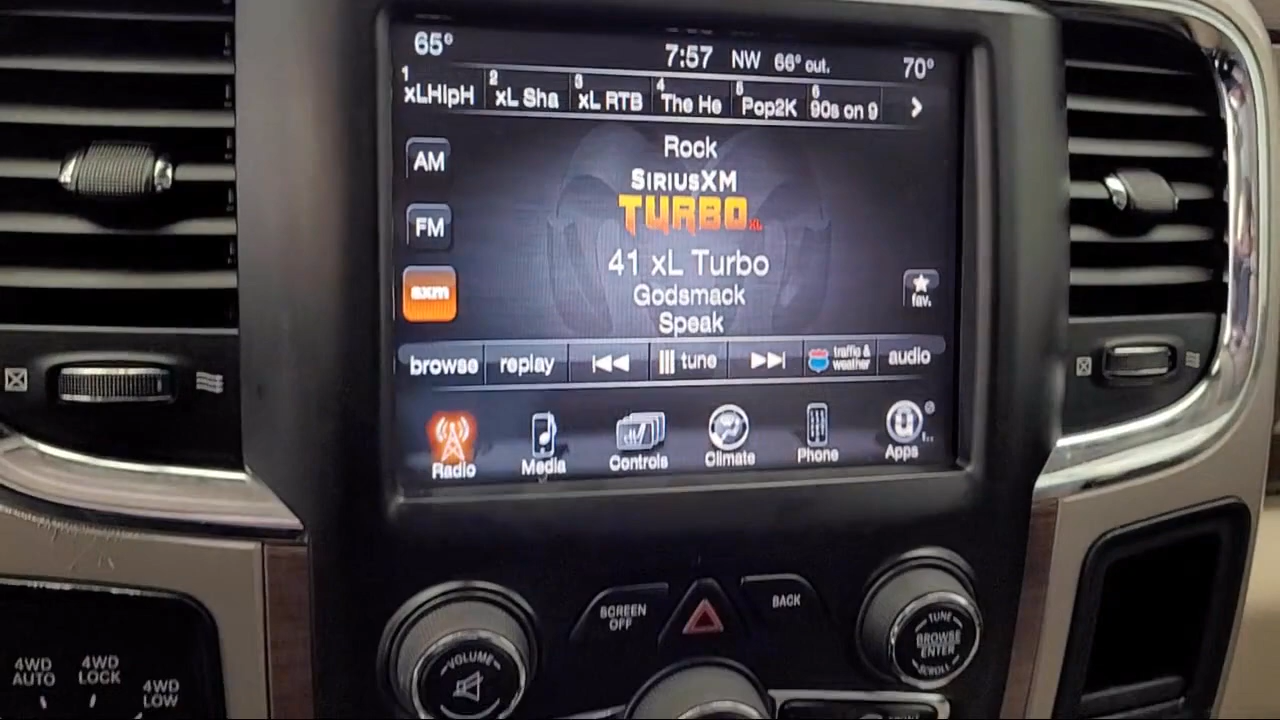 65° 7:57 NW 66° out. 70°
1 xLHipH 2 xL Sha 3 xL RTB 4 The He 5 Pop2K 6 90s on 9
AM
FM
sxm
Rock
SIRIUSXM
TURBO XL
41 xL Turbo
Godsmack
Speak
fav.
browse replay tune traffic & weather audio
Radio Media Controls Climate Phone Apps
SCREEN OFF
BACK
VOLUME
TUNE
BROWSE
ENTER
SCROLL
4WD AUTO
4WD LOCK
4WD LOW